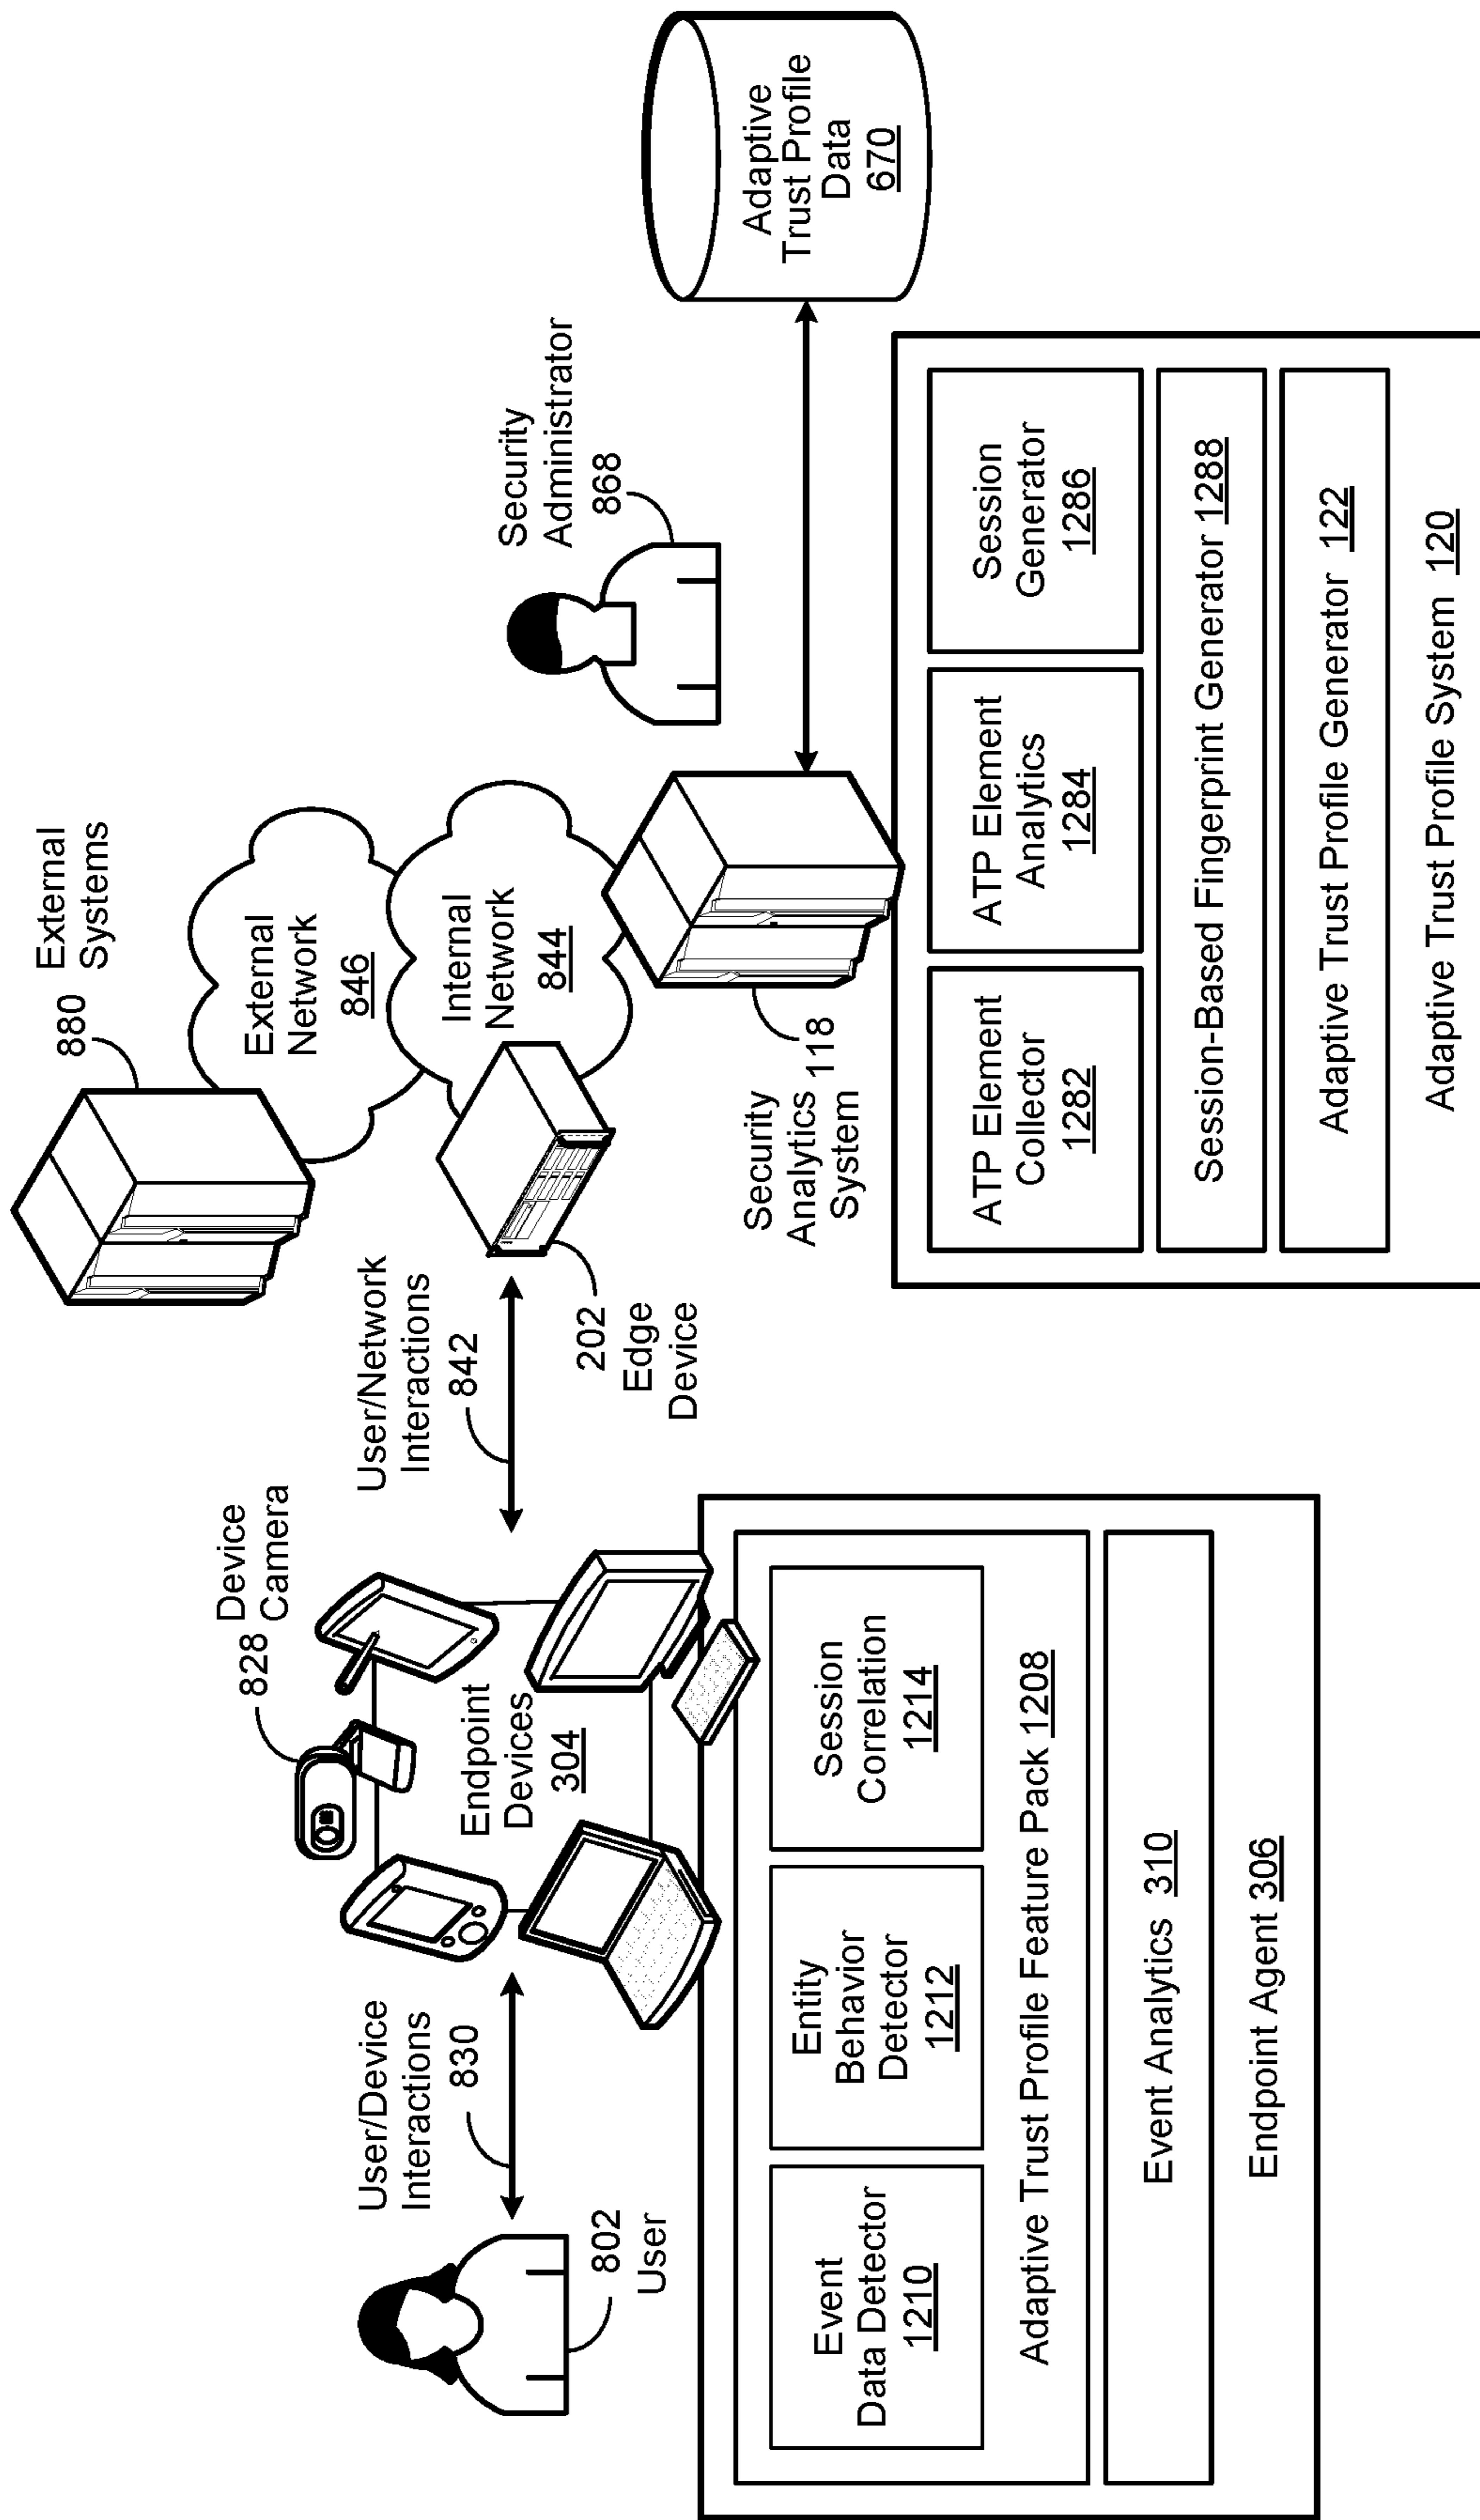 External
Systems
880
External
Network
846
Internal
Network
844
Device
Camera
828
User/Network
Interactions
842
User/Device
Interactions
830
Endpoint
Devices
304
802
User
202
Edge
Device
Security
Analytics 118
System
Security
Administrator
868
Adaptive
Trust Profile
Data
670
Event
Data Detector
1210
Entity
Behavior
Detector
1212
Session
Correlation
1214
Adaptive Trust Profile Feature Pack 1208
Event Analytics 310
Endpoint Agent 306
ATP Element
Collector
1282
ATP Element
Analytics
1284
Session
Generator
1286
Session-Based Fingerprint Generator 1288
Adaptive Trust Profile Generator 122
Adaptive Trust Profile System 120